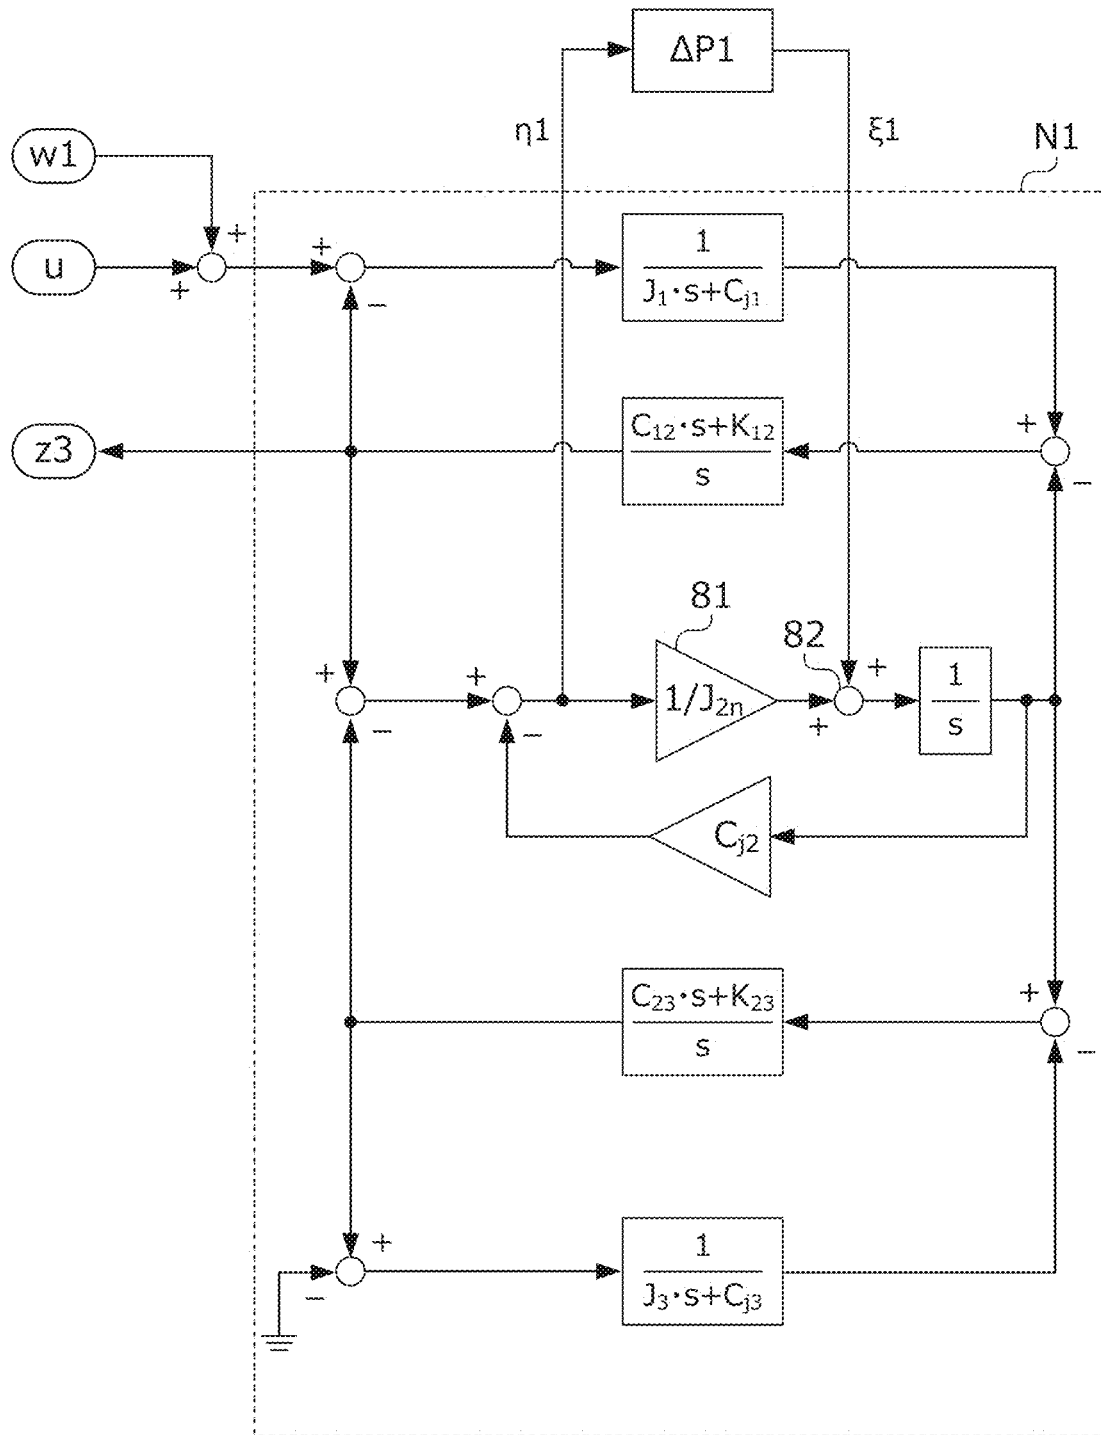 ΔP1
η1
ξ1
N1
w1
+
u
+
+
−
1
J₁·s+Cⱼ₁
z3
C₁₂·s+K₁₂
s
+
−
81
82
+
−
+
−
1/J₂ₙ
+
+
1
s
Cⱼ₂
C₂₃·s+K₂₃
s
+
−
+
−
1
J₃·s+Cⱼ₃